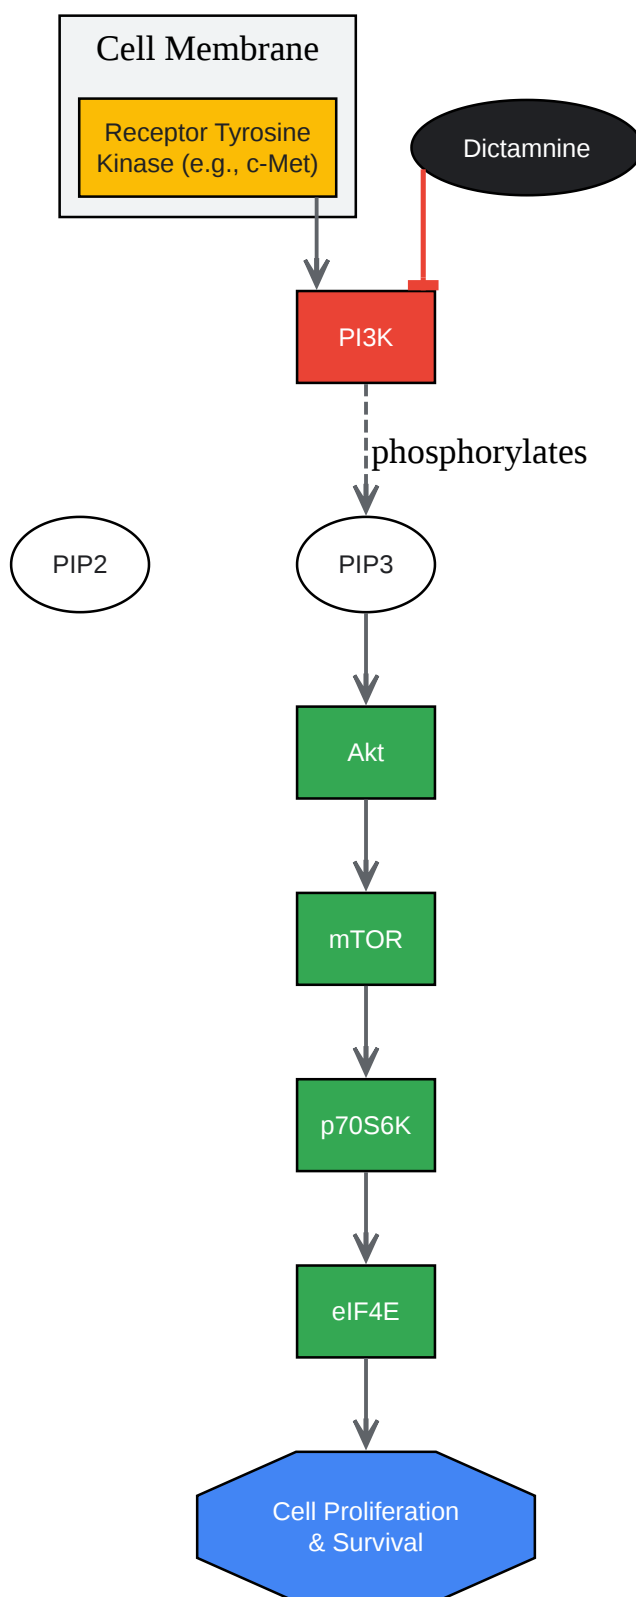 Cell Membrane
Receptor Tyrosine
Kinase (e.g., c-Met)
Dictamnine
PI3K
phosphorylates
PIP2
PIP3
Akt
mTOR
p70S6K
eIF4E
Cell Proliferation
& Survival